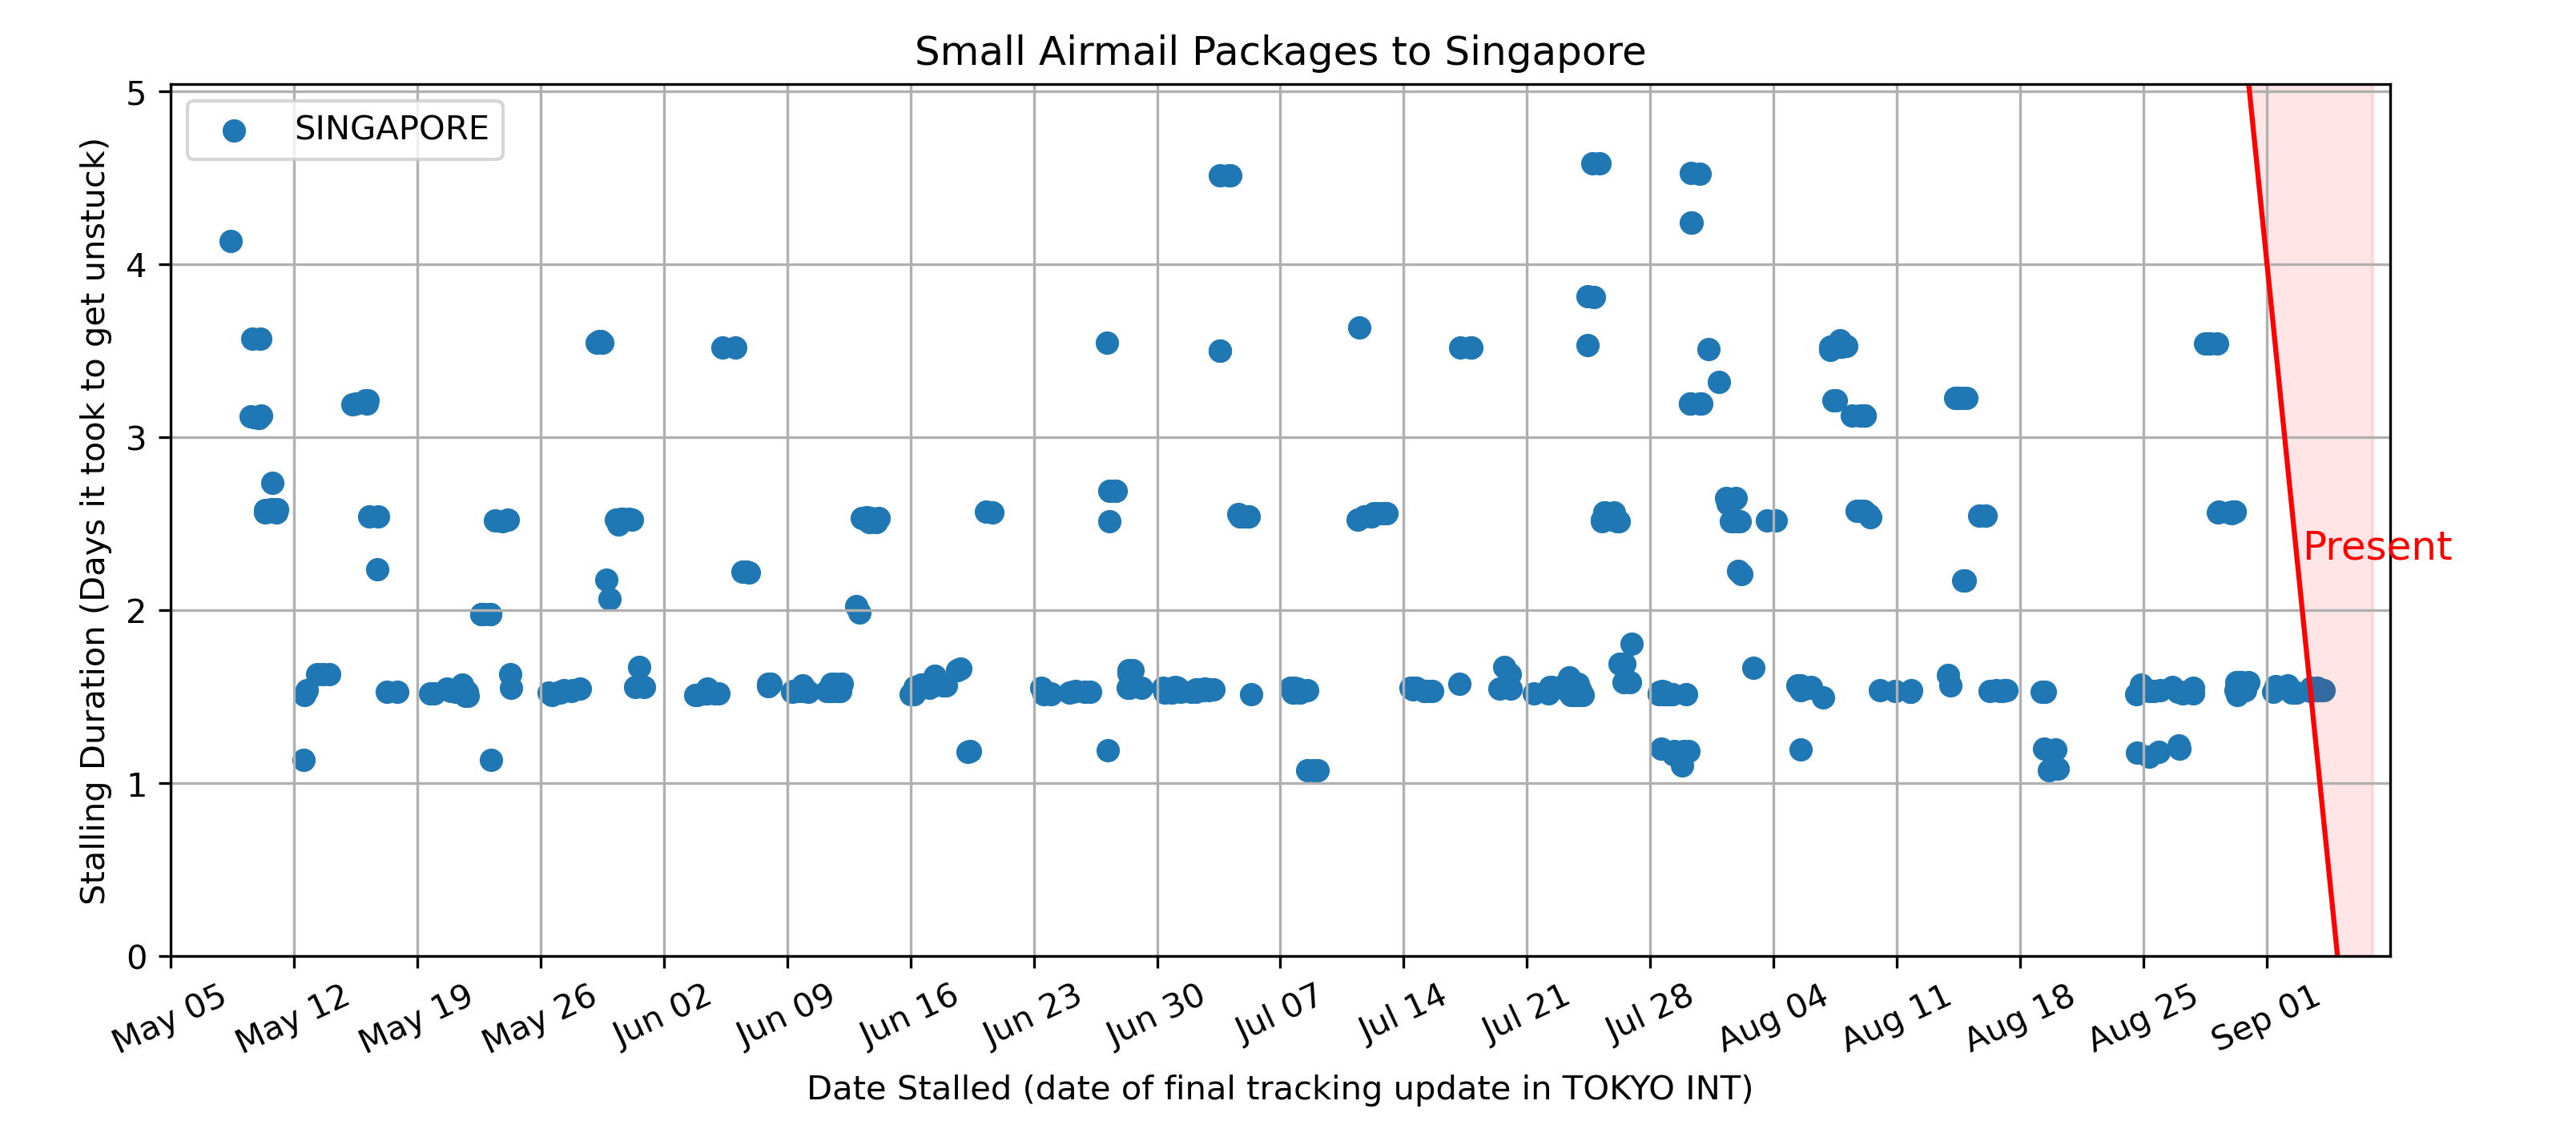 Small Airmail Packages to Singapore
SINGAPORE
Stalling Duration (Days it took to get unstuck)
5
4
3
2
1
0
Present
May 05
May 12
May 19
May 26
Jun 02
Jun 09
Jun 16
Jun 23
Jun 30
Jul 07
Jul 14
Jul 21
Jul 28
Aug 04
Aug 11
Aug 18
Aug 25
Sep 01
Date Stalled (date of final tracking update in TOKYO INT)